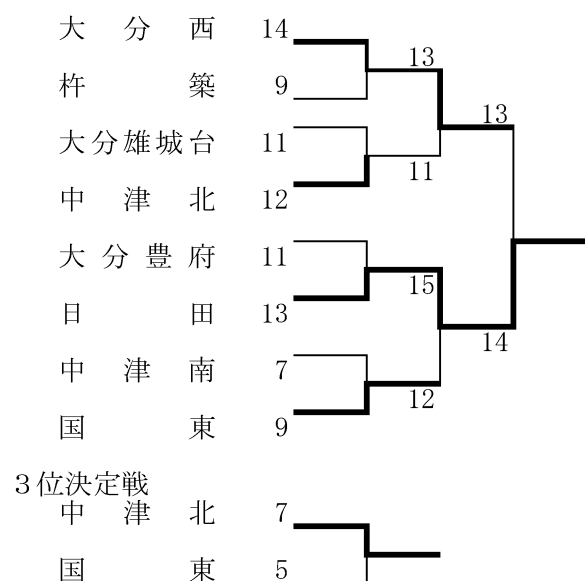 大分西 14
杵築 9
大分雄城台 11
中津北 12
大分豊府 11
日田 13
中津南 7
国東 9
13
11
15
12
13
14
３位決定戦
中津北 7
国東 5